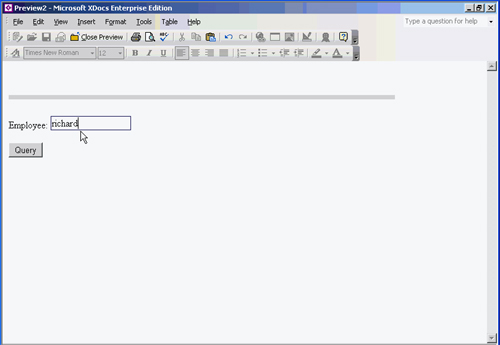 Preview2 - Microsoft XDocs Enterprise Edition
File Edit View Insert Format Tools Table Help Type a question for help
Close Preview
Times New Roman 12 B I U
Employee: richard
Query